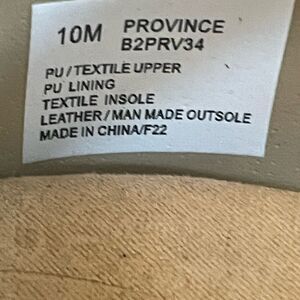 10M PROVINCE
B2PRV34
PU / TEXTILE UPPER
PU LINING
TEXTILE INSOLE
LEATHER / MAN MADE OUTSOLE
MADE IN CHINA/F22